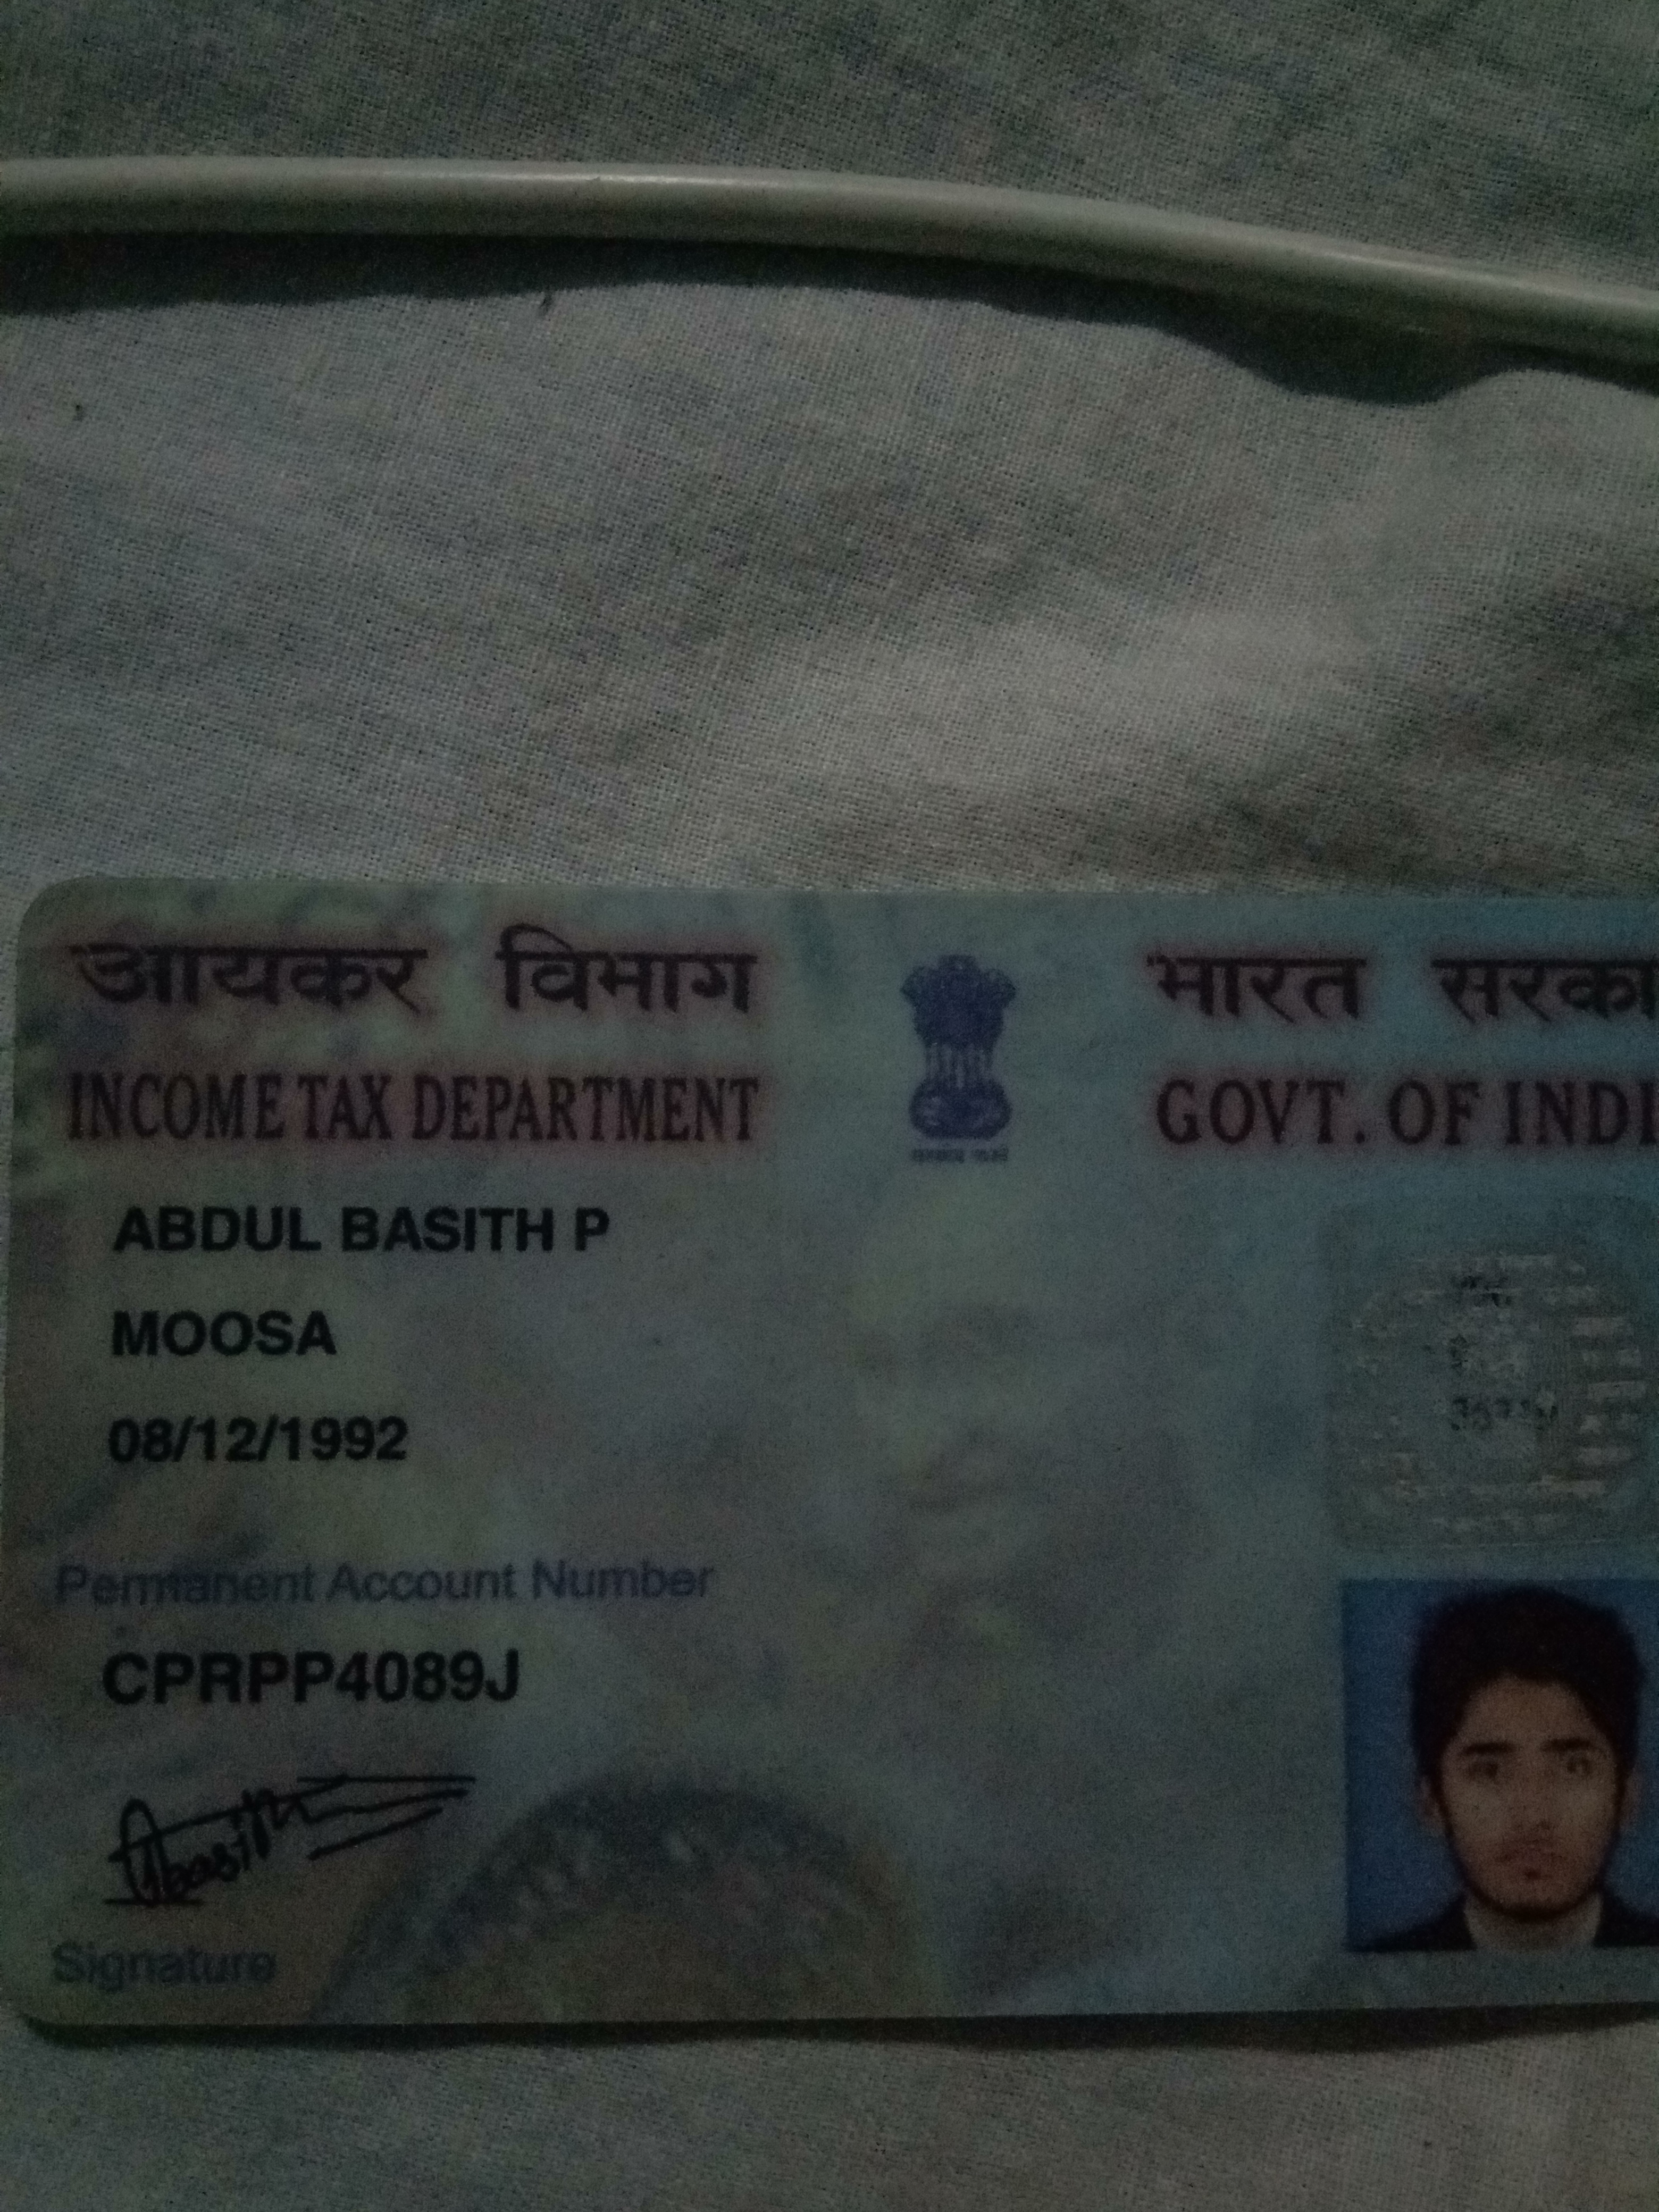 आयकर विभाग
INCOME TAX DEPARTMENT
भारत सरका
GOVT. OF INDI
ABDUL BASITH P
MOOSA
08/12/1992
Permanent Account Number
CPRPP4089J
Signature